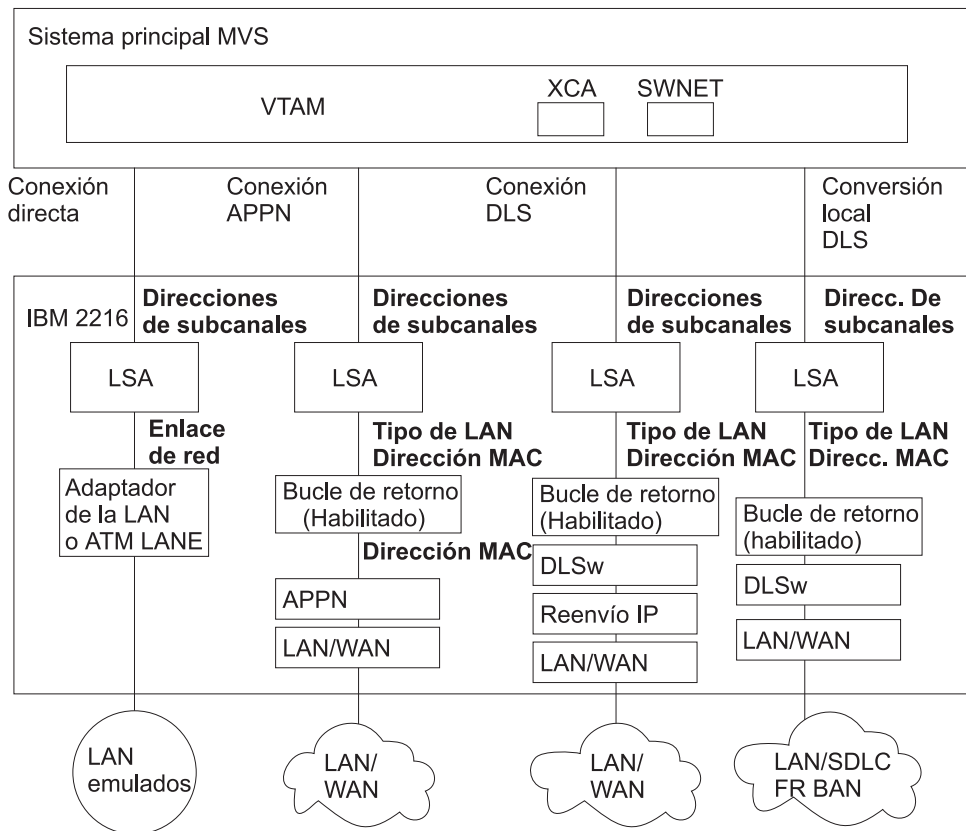 Sistema principal MVS
VTAM
XCA
SWNET
Conexión
directa
Conexión
APPN
Conexión
DLS
Conversión
local
DLS
IBM 2216
Direcciones
de subcanales
Direcciones
de subcanales
Direcciones
de subcanales
Direcc. De
subcanales
LSA
LSA
LSA
LSA
Enlace
de red
Tipo de LAN
Dirección MAC
Tipo de LAN
Dirección MAC
Tipo de LAN
Direcc. MAC
Adaptador
de la LAN
o ATM LANE
Bucle de retorno
(Habilitado)
Dirección MAC
APPN
LAN/WAN
Bucle de retorno
(Habilitado)
DLSw
Reenvío IP
LAN/WAN
Bucle de retorno
(habilitado)
DLSw
LAN/WAN
LAN
emulados
LAN/
WAN
LAN/
WAN
LAN/SDLC
FR BAN